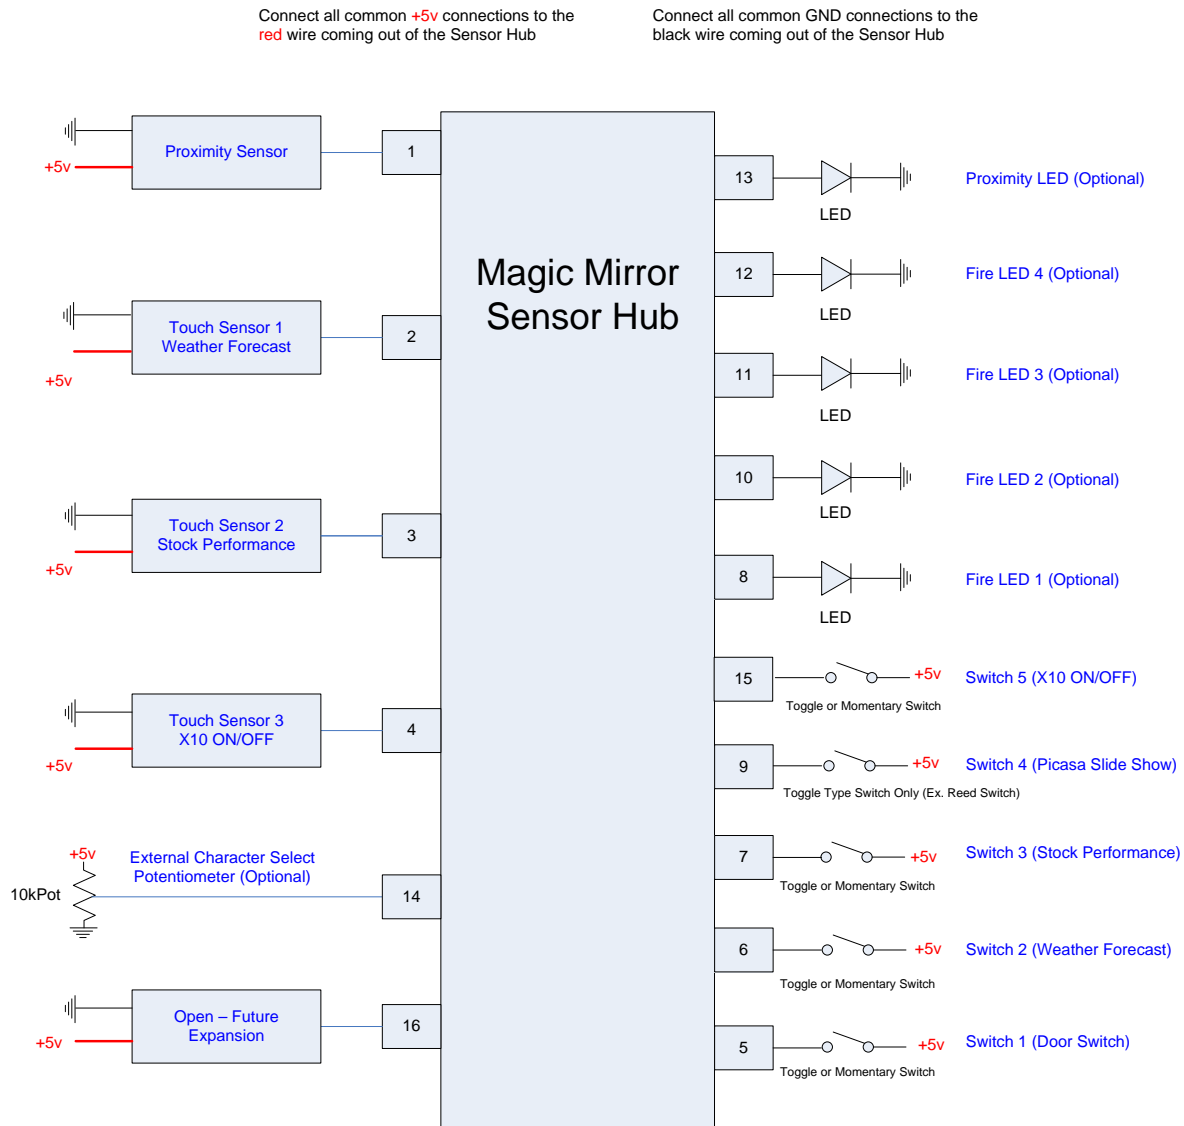 Connect all common +5v connections to the
red wire coming out of the Sensor Hub
Connect all common GND connections to the
black wire coming out of the Sensor Hub
Magic Mirror
Sensor Hub
Proximity Sensor
+5v
1
Touch Sensor 1
Weather Forecast
+5v
2
Touch Sensor 2
Stock Performance
+5v
3
Touch Sensor 3
X10 ON/OFF
+5v
4
+5v
10kPot
External Character Select
Potentiometer (Optional)
14
Open – Future
Expansion
+5v
16
13
LED
Proximity LED (Optional)
12
LED
Fire LED 4 (Optional)
11
LED
Fire LED 3 (Optional)
10
LED
Fire LED 2 (Optional)
8
LED
Fire LED 1 (Optional)
15
+5v
Switch 5 (X10 ON/OFF)
Toggle or Momentary Switch
9
+5v
Switch 4 (Picasa Slide Show)
Toggle Type Switch Only (Ex. Reed Switch)
7
+5v
Switch 3 (Stock Performance)
Toggle or Momentary Switch
6
+5v
Switch 2 (Weather Forecast)
Toggle or Momentary Switch
5
+5v
Switch 1 (Door Switch)
Toggle or Momentary Switch